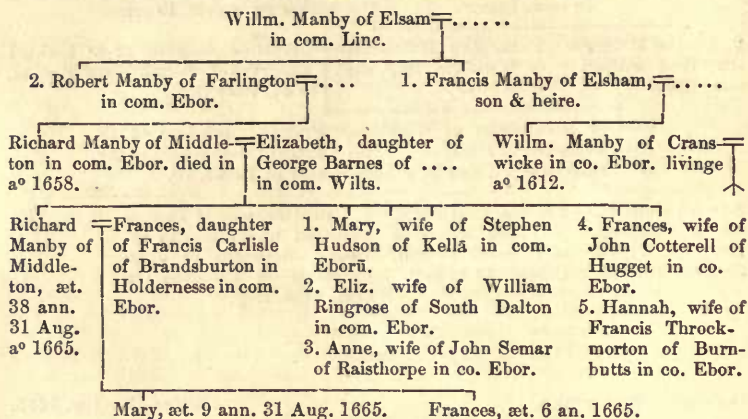 Willm. Manby of Elsam=......
in com. Linc.
2. Robert Manby of Farlington=....
in com. Ebor.
1. Francis Manby of Elsham,=.....
son & heire.
Richard Manby of Middle-
ton in com. Ebor. died in
aº 1658.
=Elizabeth, daughter of
George Barnes of ....
in com. Wilts.
Willm. Manby of Crans-=
wicke in co. Ebor. livinge
aº 1612.
Richard
Manby of
Middle-
ton, æt.
38 ann.
31 Aug.
aº 1665.
=Frances, daughter
of Francis Carlisle
of Brandsburton in
Holdernesse in com.
Ebor.
1. Mary, wife of Stephen
Hudson of Kellā in com.
Eborū.
2. Eliz. wife of William
Ringrose of South Dalton
in com. Ebor.
3. Anne, wife of John Semar
of Raisthorpe in co. Ebor.
4. Frances, wife of
John Cotterell of
Hugget in co.
Ebor.
5. Hannah, wife of
Francis Throck-
morton of Burn-
butts in co. Ebor.
Mary, æt. 9 ann. 31 Aug. 1665.
Frances, æt. 6 an. 1665.